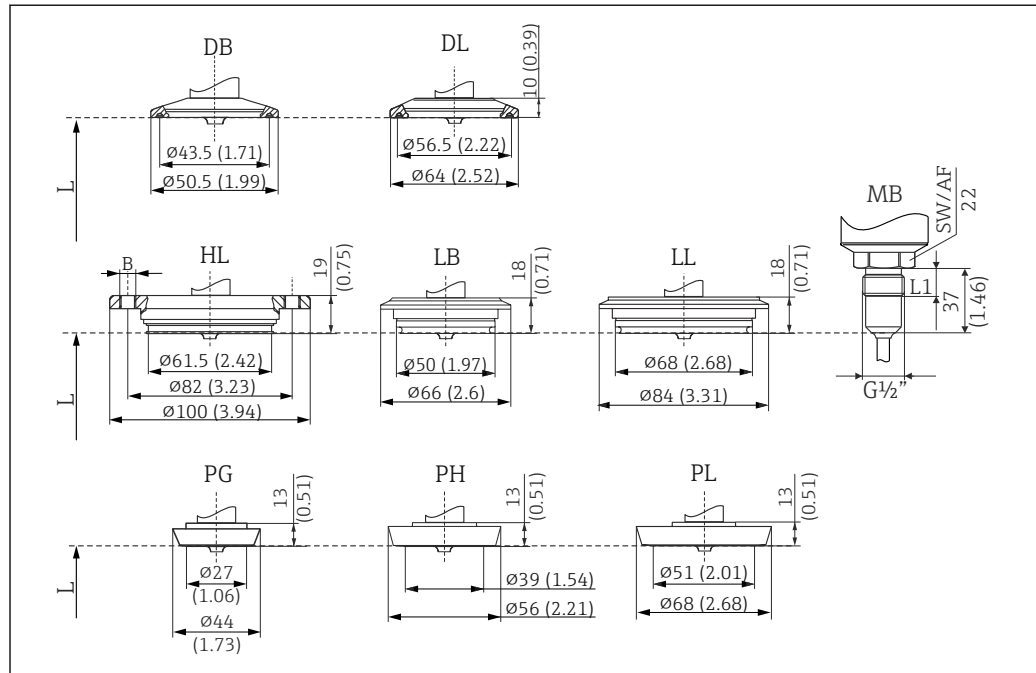 DB
DL
10 (0.39)
Ø43.5 (1.71)
Ø50.5 (1.99)
Ø56.5 (2.22)
Ø64 (2.52)
L
MB
SW/AF
22
L1
37
(1.46)
G½"
HL
B
19
(0.75)
Ø61.5 (2.42)
Ø82 (3.23)
Ø100 (3.94)
L
LB
18
(0.71)
Ø50 (1.97)
Ø66 (2.6)
LL
18
(0.71)
Ø68 (2.68)
Ø84 (3.31)
PG
13
(0.51)
Ø27
(1.06)
Ø44
(1.73)
L
PH
13
(0.51)
Ø39 (1.54)
Ø56 (2.21)
PL
13
(0.51)
Ø51 (2.01)
Ø68 (2.68)